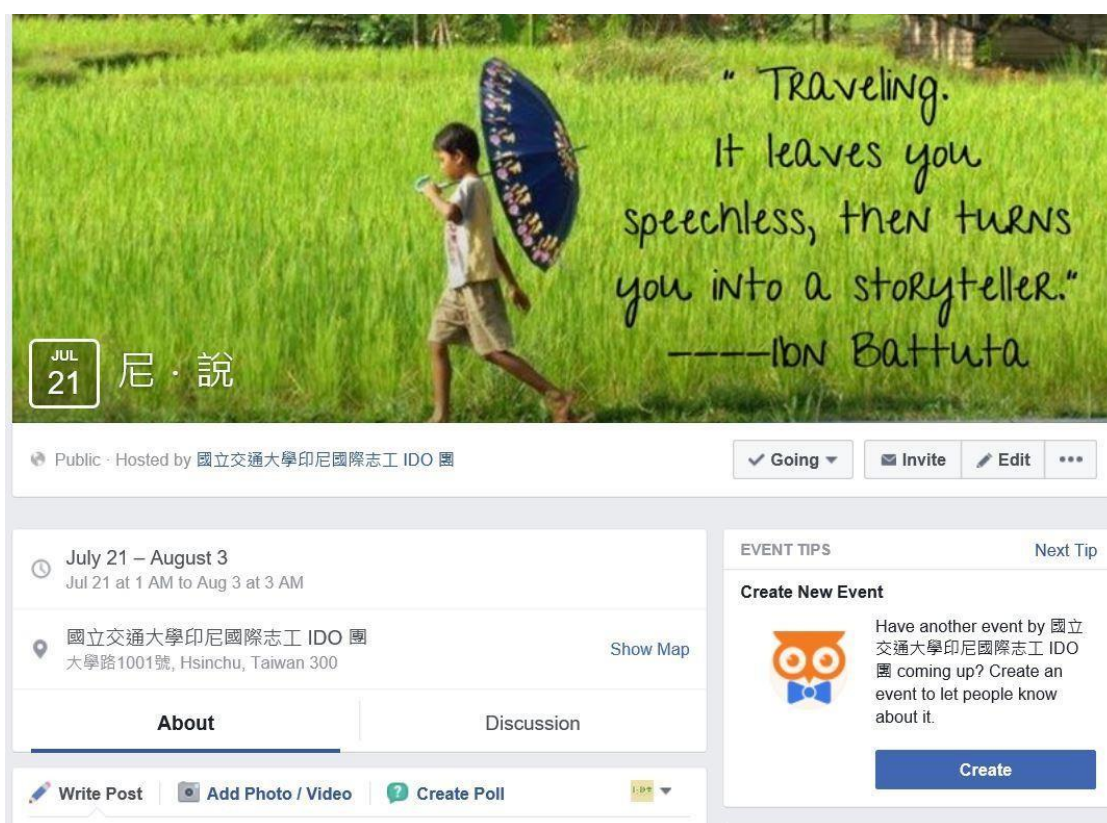 " Traveling.
It leaves you
speechless, then turns
you into a storyteller."
----Ibn Battuta
JUL
21
尼·說
Public · Hosted by 國立交通大學印尼國際志工 IDO 團
Going
Invite
Edit
July 21 – August 3
Jul 21 at 1 AM to Aug 3 at 3 AM
國立交通大學印尼國際志工 IDO 團
大學路1001號, Hsinchu, Taiwan 300
Show Map
About
Discussion
Write Post
Add Photo / Video
Create Poll
EVENT TIPS
Next Tip
Create New Event
Have another event by 國立
交通大學印尼國際志工 IDO
團 coming up? Create an
event to let people know
about it.
Create